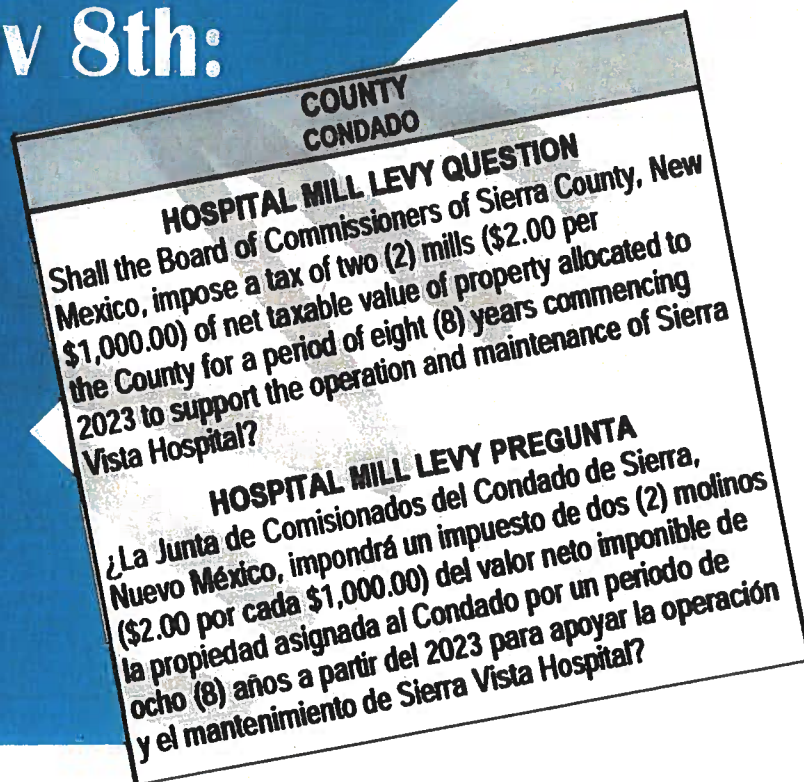 v 8th:
COUNTY
CONDADO
HOSPITAL MILL LEVY QUESTION
Shall the Board of Commissioners of Sierra County, New
Mexico, impose a tax of two (2) mills ($2.00 per
$1,000.00) of net taxable value of property allocated to
the County for a period of eight (8) years commencing
2023 to support the operation and maintenance of Sierra
Vista Hospital?
HOSPITAL MILL LEVY PREGUNTA
¿La Junta de Comisionados del Condado de Sierra,
Nuevo México, impondrá un impuesto de dos (2) molinos
($2.00 por cada $1,000.00) del valor neto imponible de
la propiedad asignada al Condado por un periodo de
ocho (8) años a partir del 2023 para apoyar la operación
y el mantenimiento de Sierra Vista Hospital?